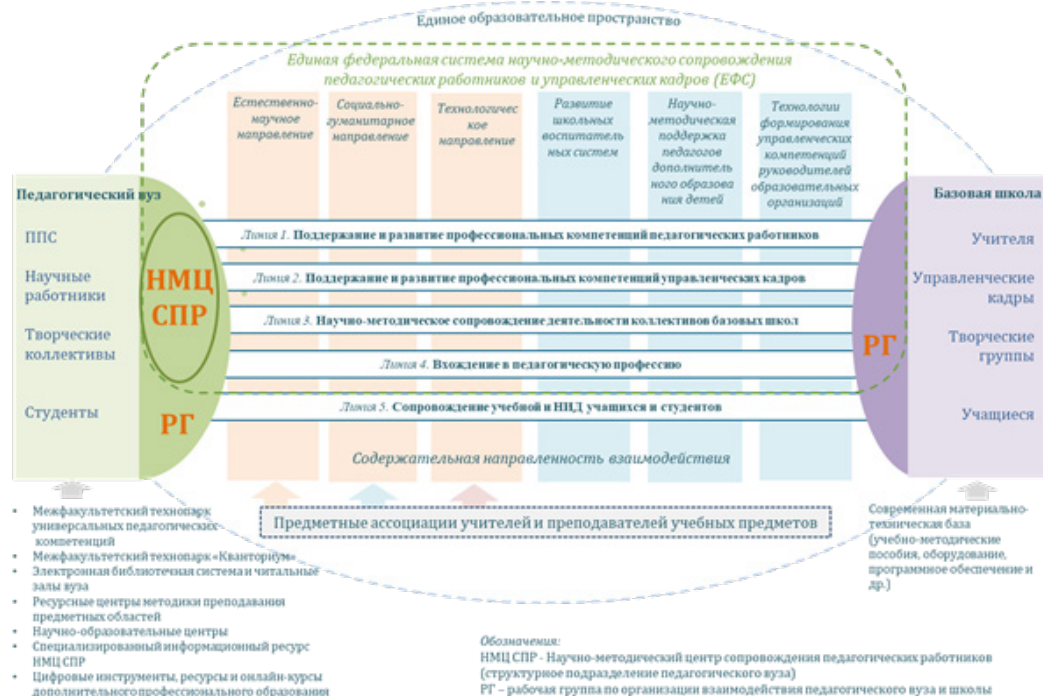 Единое образовательное пространство
Единая федеральная система научно-методического сопровождения
педагогических работников и управленческих кадров (ЕФС)
Естественно-
научное
направление
Социально-
гуманитарное
направление
Технологичес
кое
направление
Развитие
школьных
воспитатель
ных систем
Научно-
методическая
поддержка
педагогов
дополнитель
ного образова
ния детей
Технологии
формирования
управленческих
компетенций
руководителей
образовательных
организаций
Педагогический вуз
ППС
Научные
работники
Творческие
коллективы
Студенты
НМЦ
СПР
РГ
Линия 1. Поддержание и развитие профессиональных компетенций педагогических работников
Линия 2. Поддержание и развитие профессиональных компетенций управленческих кадров
Линия 3. Научно-методическое сопровождение деятельности коллективов базовых школ
Линия 4. Вхождение в педагогическую профессию
Линия 5. Сопровождение учебной и НИД учащихся и студентов
Содержательная направленность взаимодействия
РГ
Базовая школа
Учителя
Управленческие
кадры
Творческие
группы
Учащиеся
Предметные ассоциации учителей и преподавателей учебных предметов
• Межфакультетский технопарк
универсальных педагогических
компетенций
• Межфакультетский технопарк «Кванториум»
• Электронная библиотечная система и читальные
залы вуза
• Ресурсные центры методики преподавания
предметных областей
• Научно-образовательные центры
• Специализированный информационный ресурс
НМЦ СПР
• Цифровые инструменты, ресурсы и онлайн-курсы
дополнительного профессионального образования
Современная материально-
техническая база
(учебно-методические
пособия, оборудование,
программное обеспечение и
др.)
Обозначения:
НМЦ СПР - Научно-методический центр сопровождения педагогических работников
(структурное подразделение педагогического вуза)
РГ – рабочая группа по организации взаимодействия педагогического вуза и школы